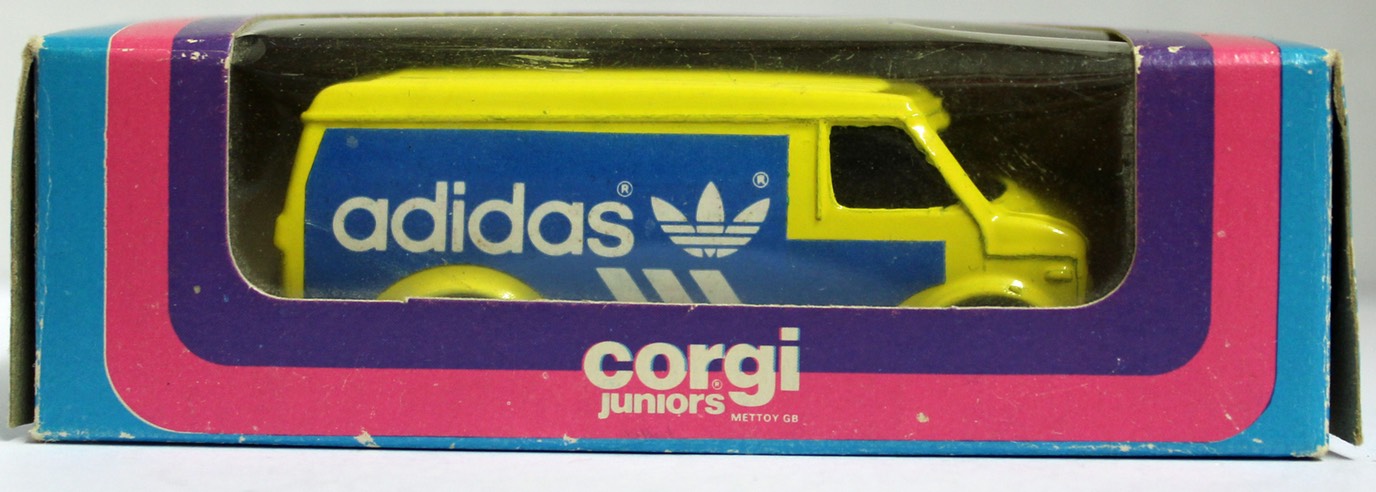 adidas®
®
corgi®
juniors METTOY GB